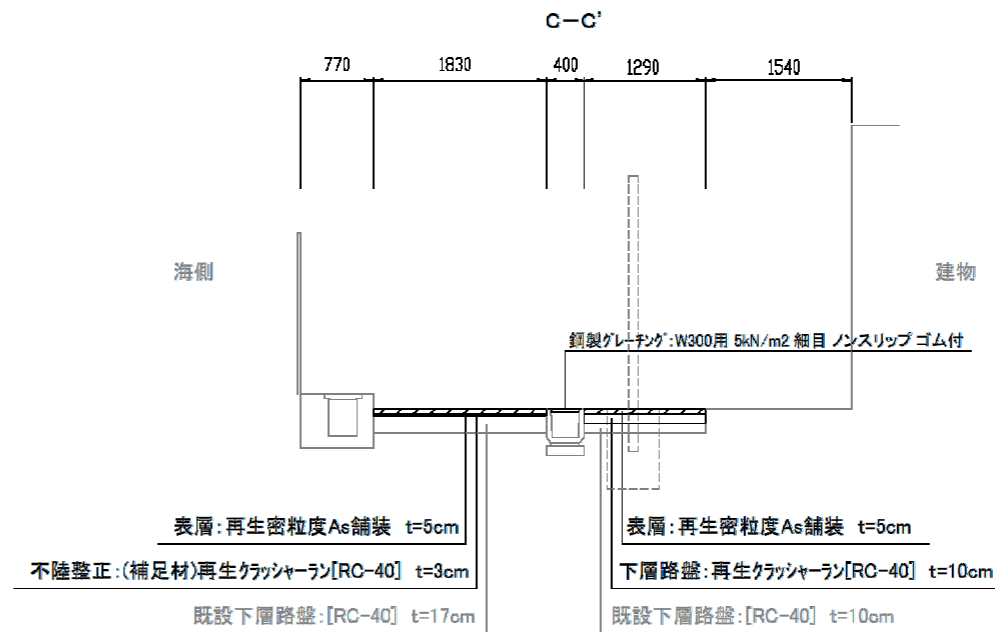 C－C’
770
1830
400
1290
1540
海側
建物
鋼製ｸﾞﾚｰﾁﾝｸﾞ:W300用 5kN/m2 細目 ﾉﾝｽﾘｯﾌﾟ ｺﾞﾑ付
表層：再生密粒度As舗装 t=5cm
表層：再生密粒度As舗装 t=5cm
不陸整正：(補足材)再生ｸﾗｯｼｬｰﾗﾝ[RC-40] t=3cm
下層路盤：再生ｸﾗｯｼｬｰﾗﾝ[RC-40] t=10cm
既設下層路盤：[RC-40] t=17cm
既設下層路盤：[RC-40] t=10cm